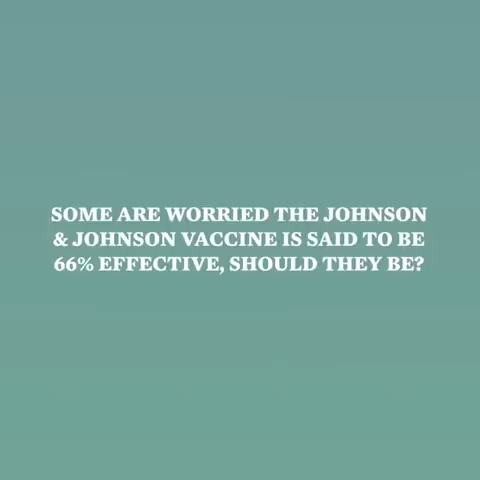 SOME ARE WORRIED THE JOHNSON
& JOHNSON VACCINE IS SAID TO BE
66% EFFECTIVE, SHOULD THEY BE?